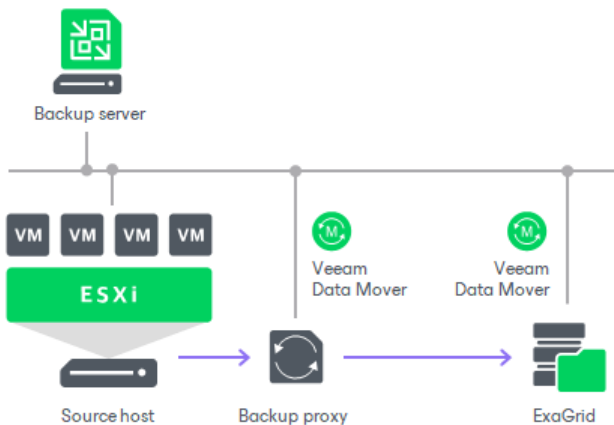 Backup server
VM VM VM VM
ESXi
M
Veeam
Data Mover
M
Veeam
Data Mover
Source host
Backup proxy
ExaGrid